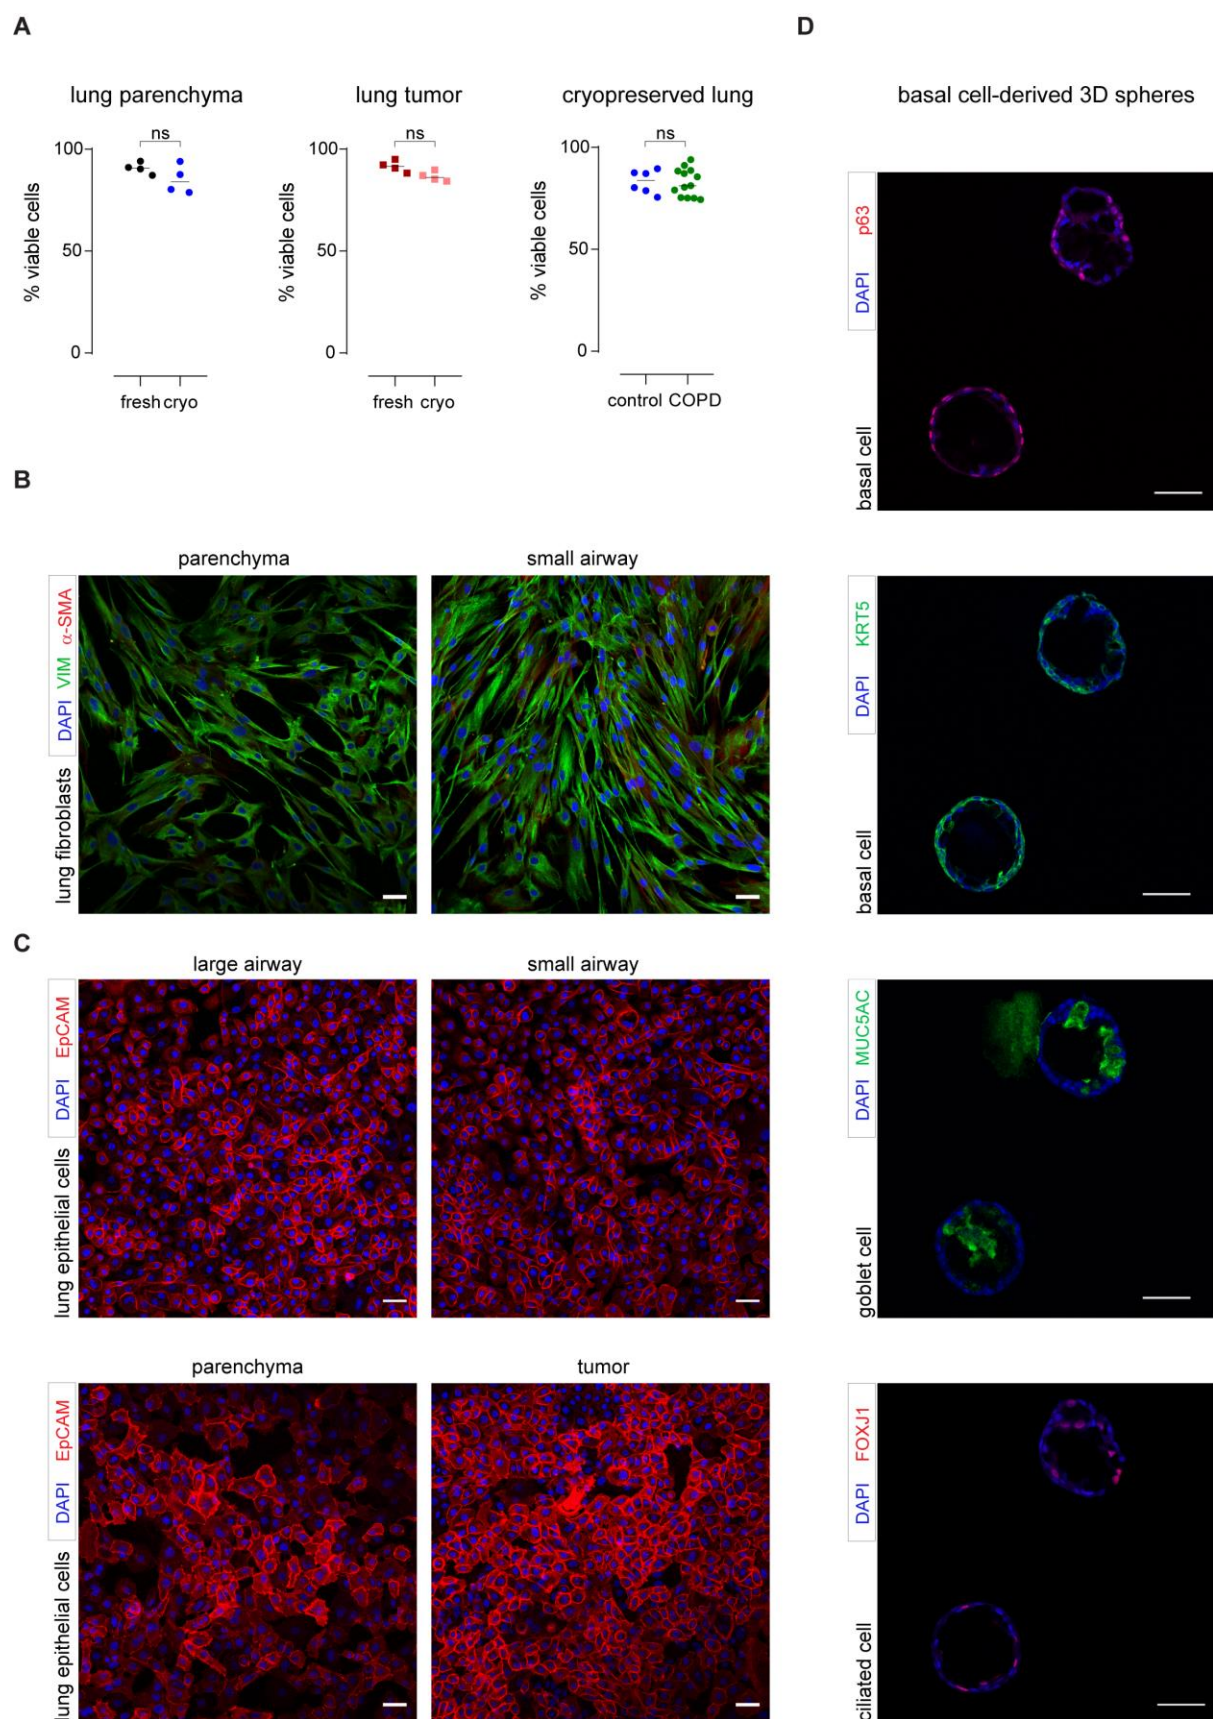 A
lung parenchyma
ns
100
50
0
% viable cells
fresh cryo
lung tumor
ns
100
50
0
% viable cells
fresh cryo
cryopreserved lung
ns
100
50
0
% viable cells
control COPD
B
parenchyma
small airway
lung fibroblasts
DAPI VIM α-SMA
C
large airway
small airway
lung epithelial cells
DAPI EpCAM
parenchyma
tumor
lung epithelial cells
DAPI EpCAM
D
basal cell-derived 3D spheres
basal cell
DAPI p63
basal cell
DAPI KRT5
goblet cell
DAPI MUC5AC
ciliated cell
DAPI FOXJ1